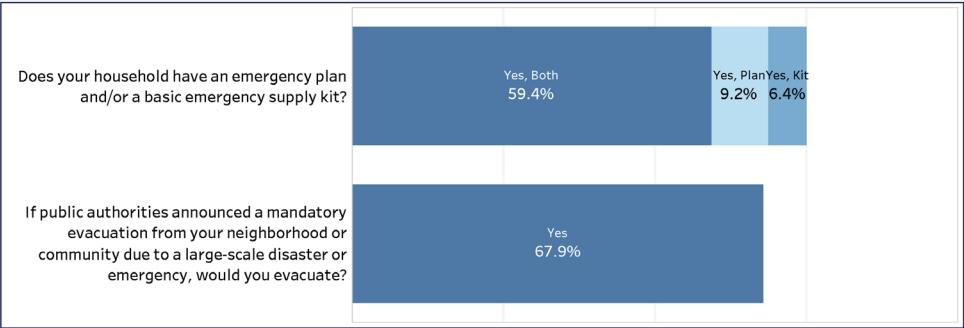 Does your household have an emergency plan
and/or a basic emergency supply kit?
Yes, Both
59.4%
Yes, Plan
9.2%
Yes, Kit
6.4%
If public authorities announced a mandatory
evacuation from your neighborhood or
community due to a large-scale disaster or
emergency, would you evacuate?
Yes
67.9%